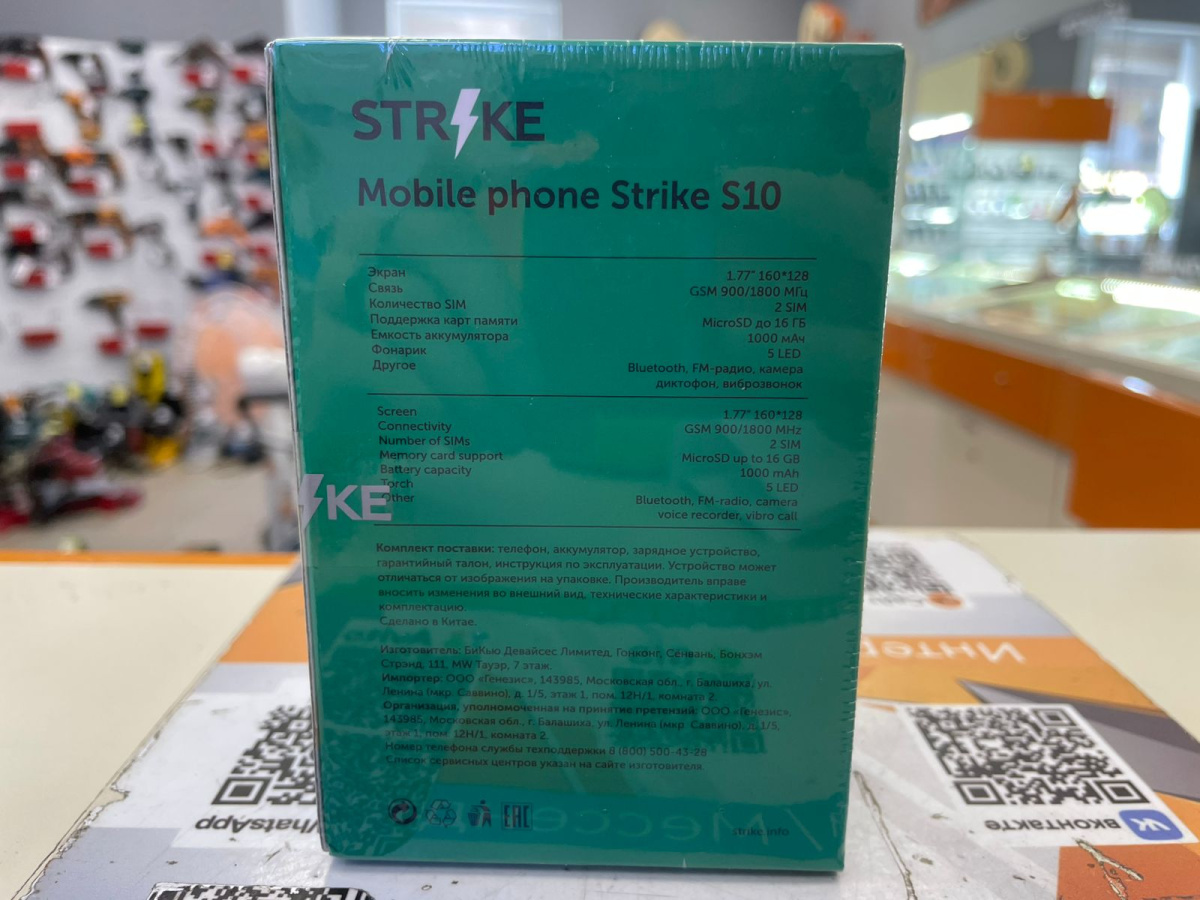 STRIKE
Mobile phone Strike S10
Экран 1.77" 160*128
Связь GSM 900/1800 МГц
Количество SIM 2 SIM
Поддержка карт памяти MicroSD до 16 ГБ
Емкость аккумулятора 1000 мАч
Фонарик 5 LED
Другое Bluetooth, FM-радио, камера
диктофон, виброзвонок
Screen 1.77" 160*128
Connectivity GSM 900/1800 MHz
Number of SIMs 2 SIM
Memory card support MicroSD up to 16 GB
Battery capacity 1000 mAh
Torch 5 LED
Other Bluetooth, FM-radio, camera
voice recorder, vibro call
KE
Комплект поставки: телефон, аккумулятор, зарядное устройство,
гарантийный талон, инструкция по эксплуатации. Устройство может
отличаться от изображения на упаковке. Производитель вправе
вносить изменения во внешний вид, технические характеристики и
комплектацию.
Сделано в Китае.
Изготовитель: БиКью Девайсес Лимитед, Гонконг, Сенвань, Бонхэм
Стрэнд, 111, MW Тауэр, 7 этаж.
Импортер: ООО «Генезис», 143985, Московская обл., г. Балашиха, ул.
Ленина (мкр. Саввино), д. 1/5, этаж 1, пом. 12Н/1, комната 2.
Организация, уполномоченная на принятие претензий: ООО «Генезис»,
143985, Московская обл., г. Балашиха, ул. Ленина (мкр. Саввино), д. 1/5,
этаж 1, пом. 12Н/1, комната 2.
Номер телефона службы техподдержки 8 (800) 500-43-28
Список сервисных центров указан на сайте изготовителя.
EAC
strike.info
Интер
WhatsApp
/Мессе
ВКОНТАКТЕ